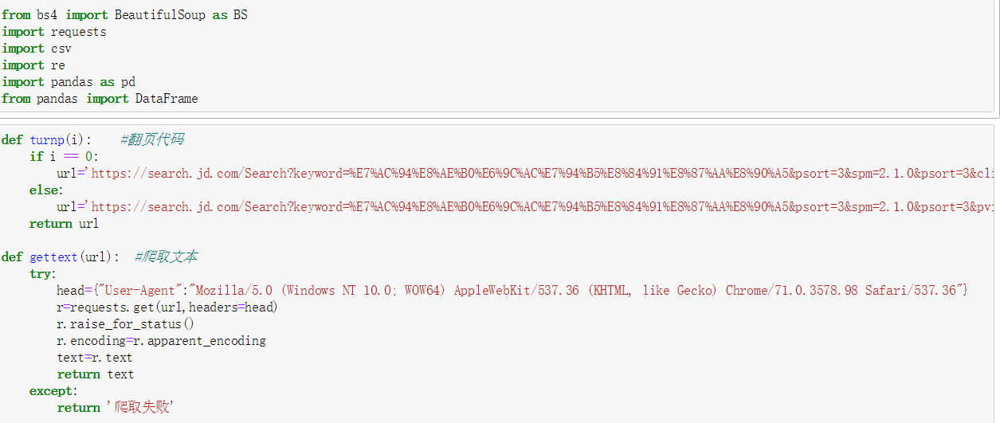 from bs4 import BeautifulSoup as BS
import requests
import csv
import re
import pandas as pd
from pandas import DataFrame
def turnp(i):    #翻页代码
    if i == 0:
        url='https://search.jd.com/Search?keyword=%E7%AC%94%E8%AE%B0%E6%9C%AC%E7%94%B5%E8%84%91%E8%87%AA%E8%90%A5&psort=3&spm=2.1.0&psort=3&cli
    else:
        url='https://search.jd.com/Search?keyword=%E7%AC%94%E8%AE%B0%E6%9C%AC%E7%94%B5%E8%84%91%E8%87%AA%E8%90%A5&psort=3&spm=2.1.0&psort=3&pvi
    return url
def gettext(url):  #爬取文本
    try:
        head={"User-Agent":"Mozilla/5.0 (Windows NT 10.0; WOW64) AppleWebKit/537.36 (KHTML, like Gecko) Chrome/71.0.3578.98 Safari/537.36"}
        r=requests.get(url,headers=head)
        r.raise_for_status()
        r.encoding=r.apparent_encoding
        text=r.text
        return text
    except:
        return '爬取失败'